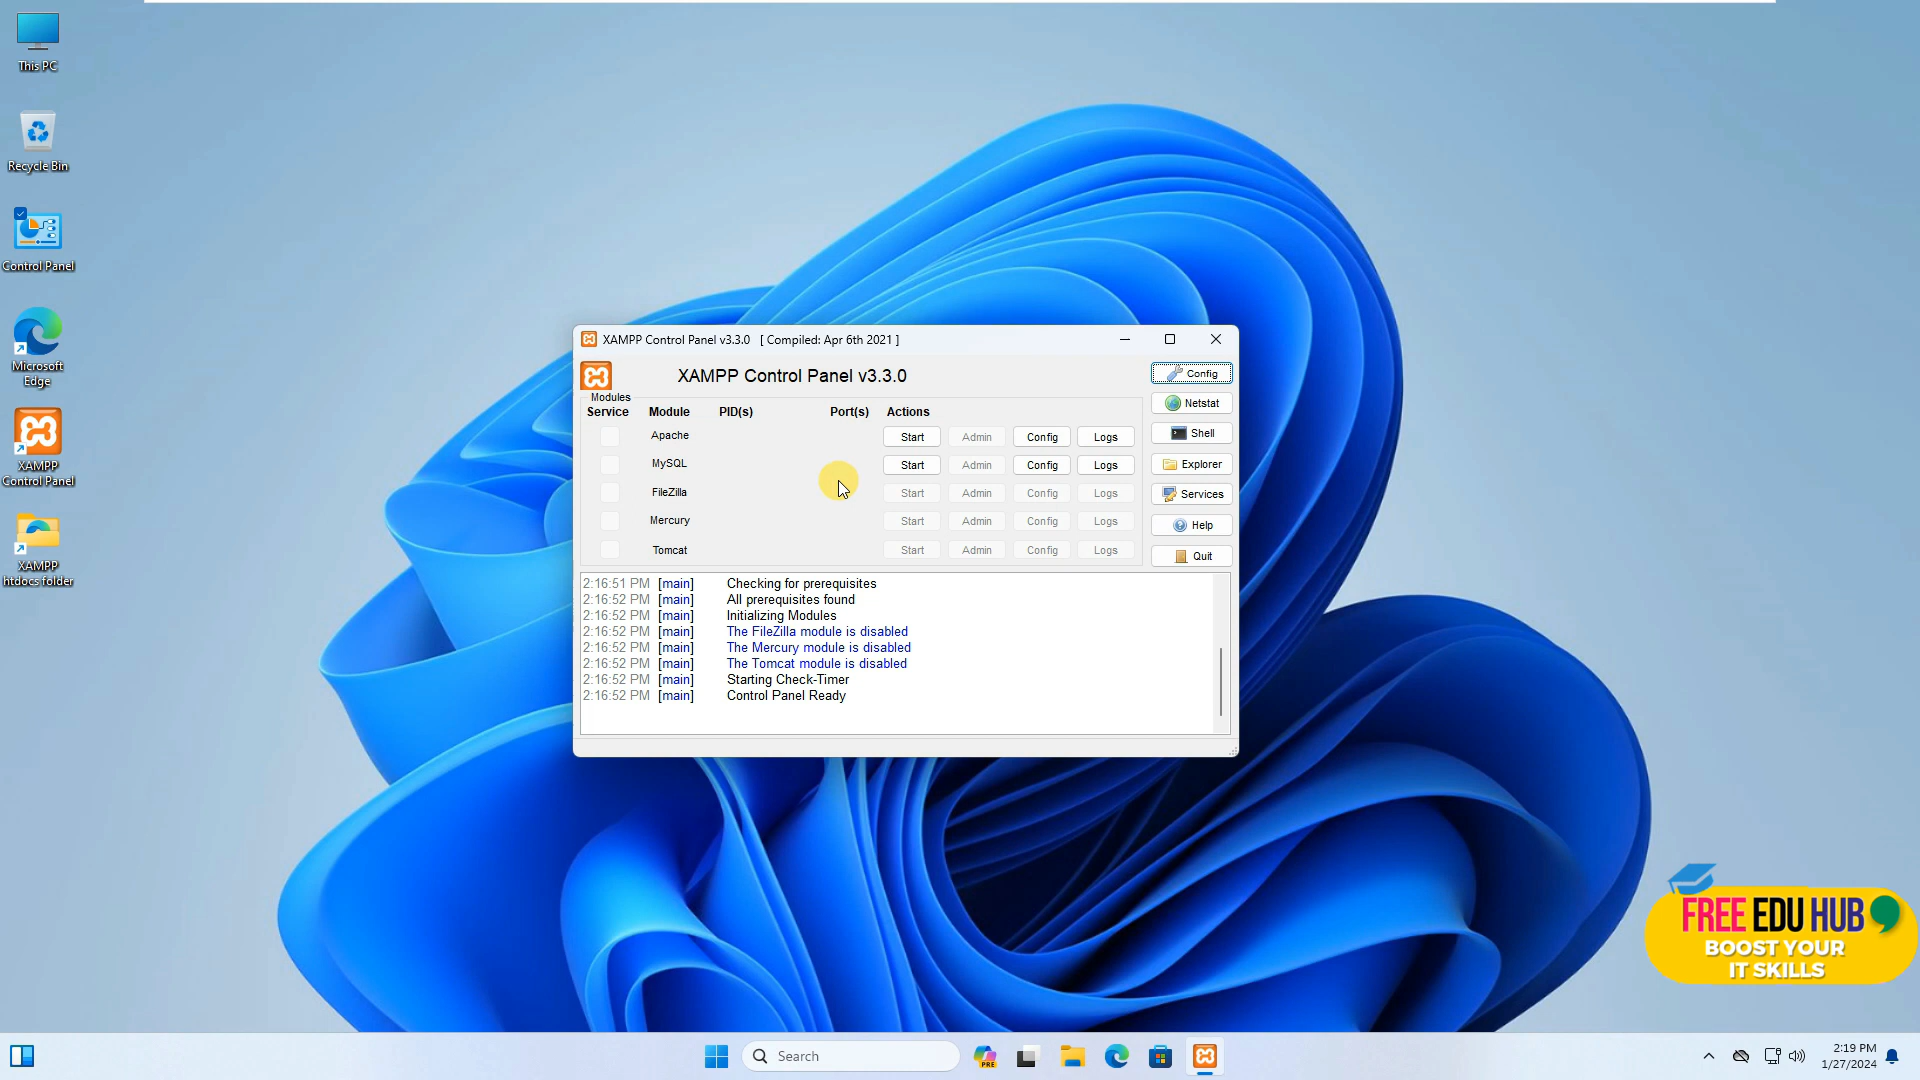 This PC
Recycle Bin
Control Panel
Microsoft
Edge
XAMPP
Control Panel
XAMPP
htdocs folder
XAMPP Control Panel v3.3.0 [ Compiled: Apr 6th 2021 ]
XAMPP Control Panel v3.3.0
Config
Modules
Service Module PID(s) Port(s) Actions
Netstat
Apache Start Admin Config Logs
Shell
MySQL Start Admin Config Logs
Explorer
FileZilla Start Admin Config Logs
Services
Mercury Start Admin Config Logs
Help
Tomcat Start Admin Config Logs
Quit
2:16:51 PM [main] Checking for prerequisites
2:16:52 PM [main] All prerequisites found
2:16:52 PM [main] Initializing Modules
2:16:52 PM [main] The FileZilla module is disabled
2:16:52 PM [main] The Mercury module is disabled
2:16:52 PM [main] The Tomcat module is disabled
2:16:52 PM [main] Starting Check-Timer
2:16:52 PM [main] Control Panel Ready
FREE EDU HUB
BOOST YOUR
IT SKILLS
Search
PRE
2:19 PM
1/27/2024